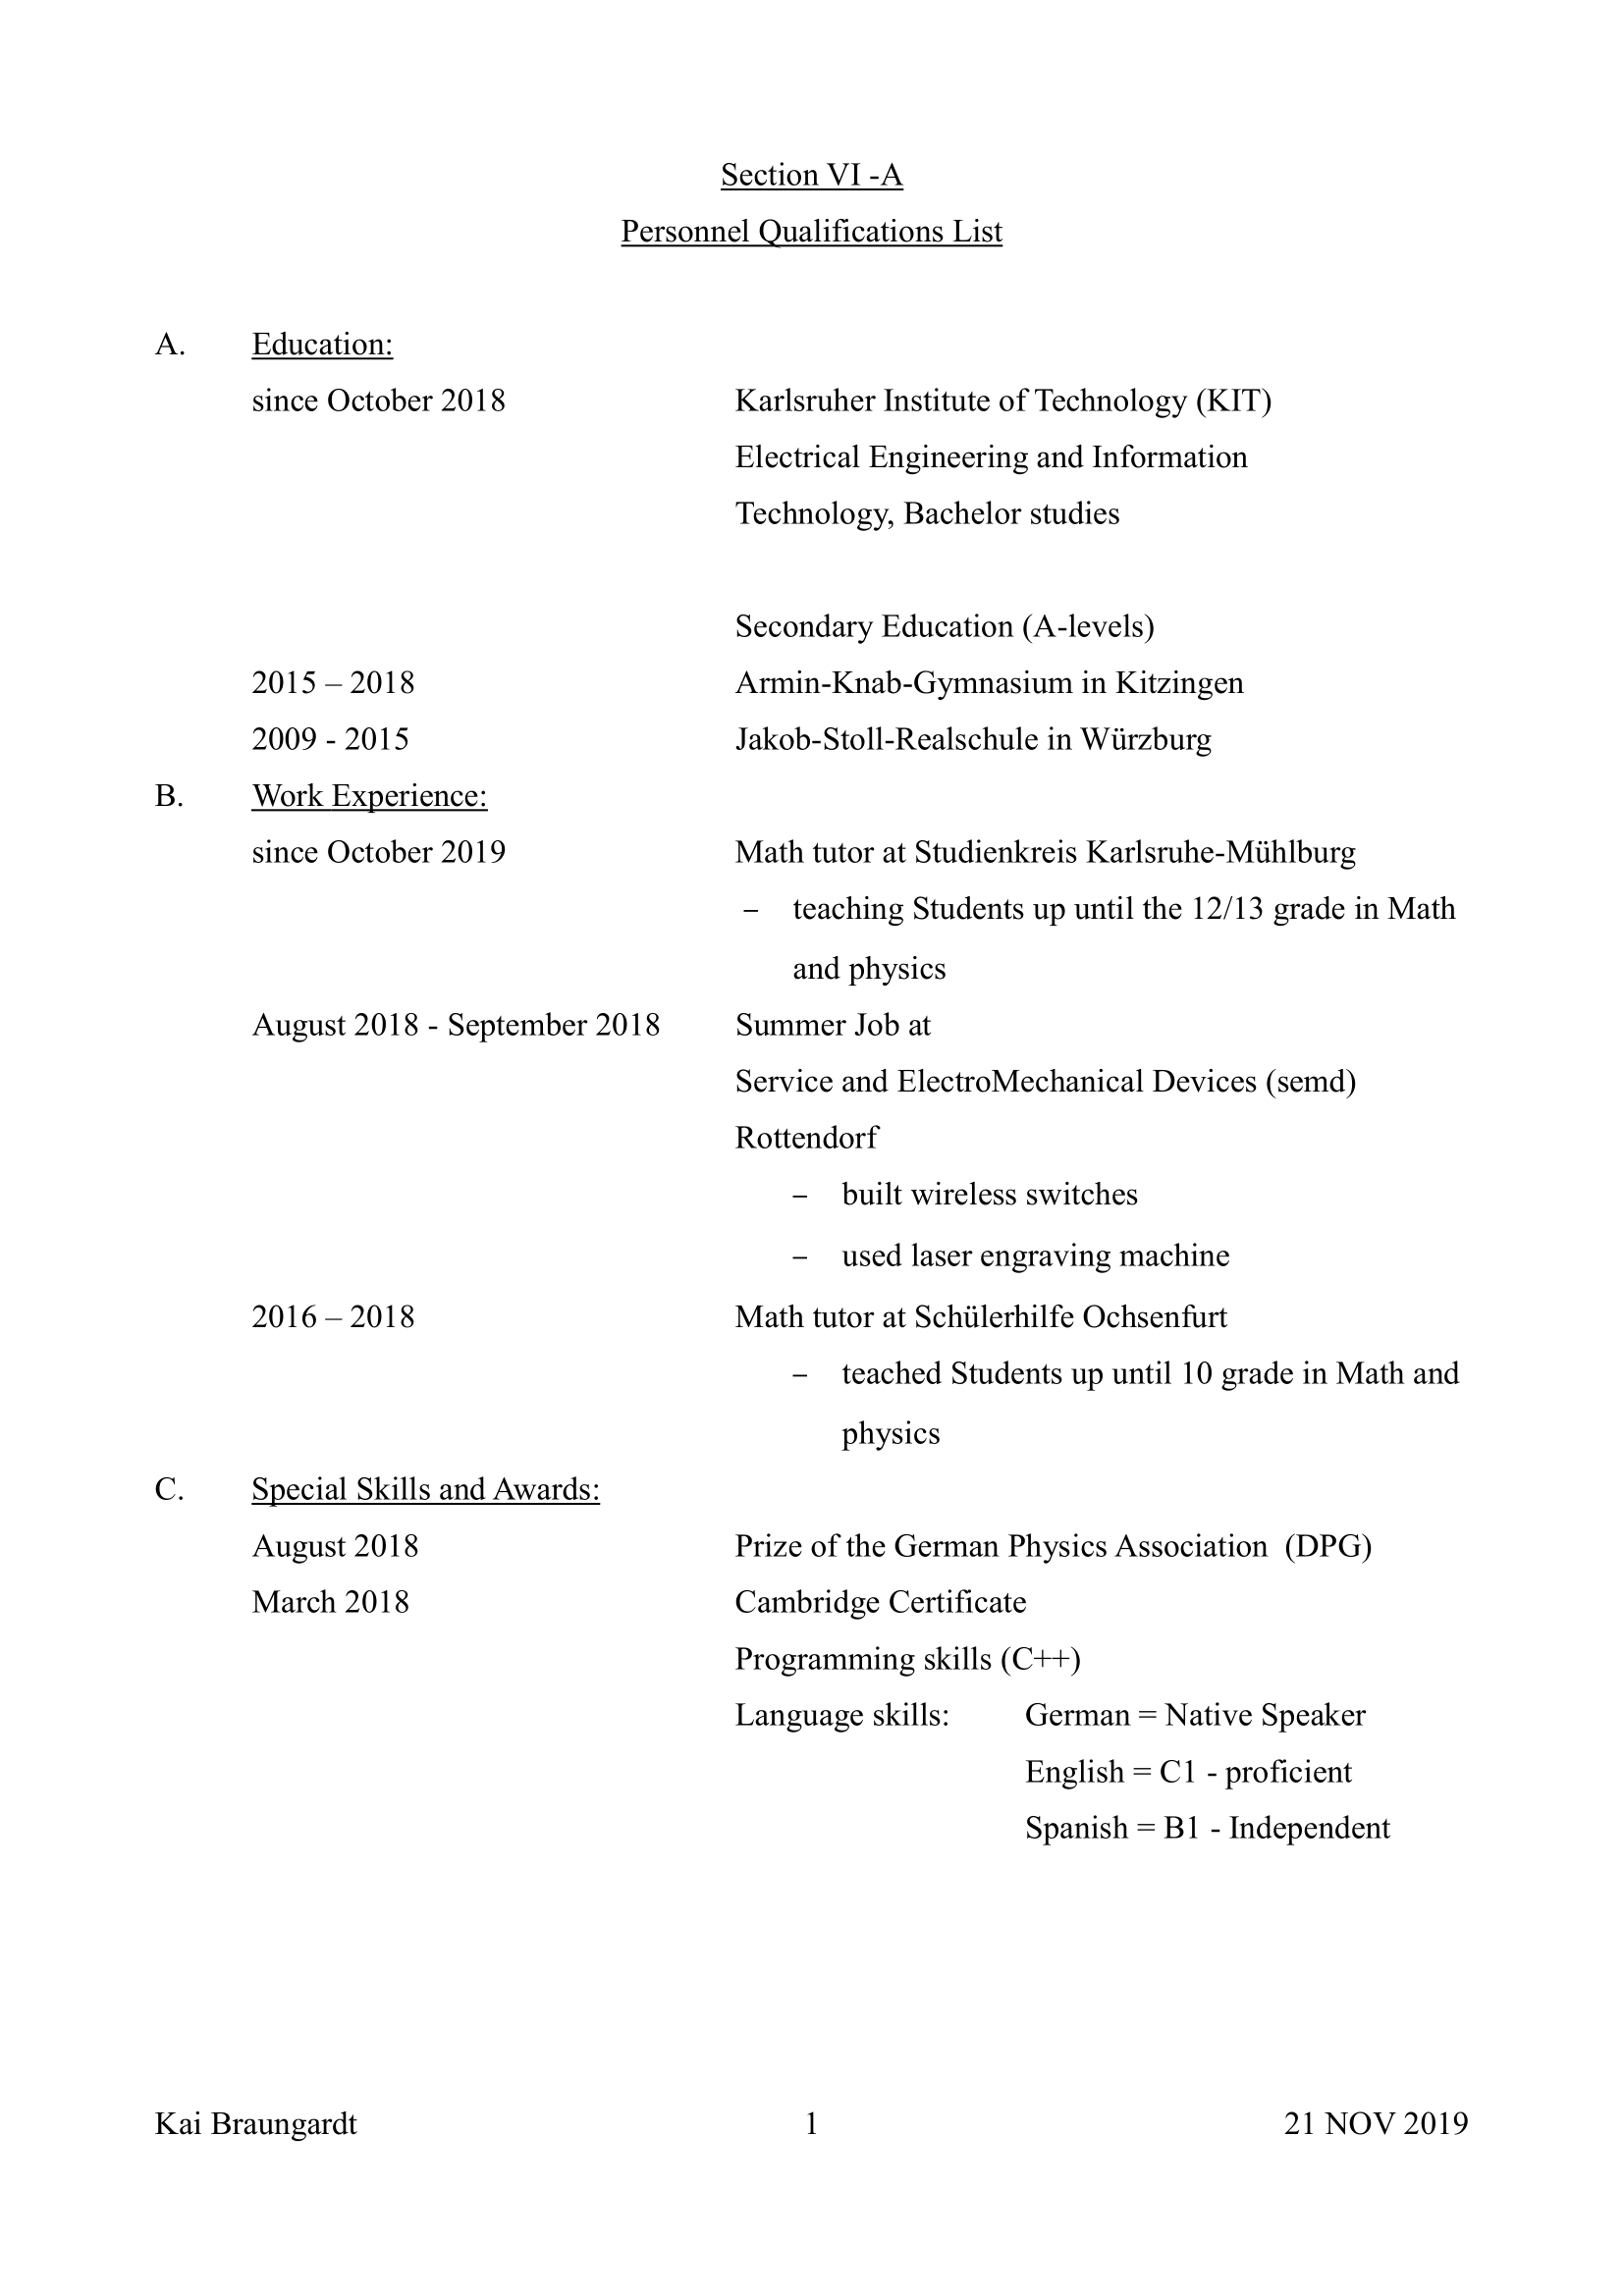 Section VI -A
Personnel Qualifications List
A. Education:
since October 2018 Karlsruher Institute of Technology (KIT)
Electrical Engineering and Information
Technology, Bachelor studies
Secondary Education (A-levels)
2015 – 2018 Armin-Knab-Gymnasium in Kitzingen
2009 - 2015 Jakob-Stoll-Realschule in Würzburg
B. Work Experience:
since October 2019 Math tutor at Studienkreis Karlsruhe-Mühlburg
– teaching Students up until the 12/13 grade in Math
and physics
August 2018 - September 2018 Summer Job at
Service and ElectroMechanical Devices (semd)
Rottendorf
– built wireless switches
– used laser engraving machine
2016 – 2018 Math tutor at Schülerhilfe Ochsenfurt
– teached Students up until 10 grade in Math and
physics
C. Special Skills and Awards:
August 2018 Prize of the German Physics Association (DPG)
March 2018 Cambridge Certificate
Programming skills (C++)
Language skills: German = Native Speaker
English = C1 - proficient
Spanish = B1 - Independent
Kai Braungardt 1 21 NOV 2019